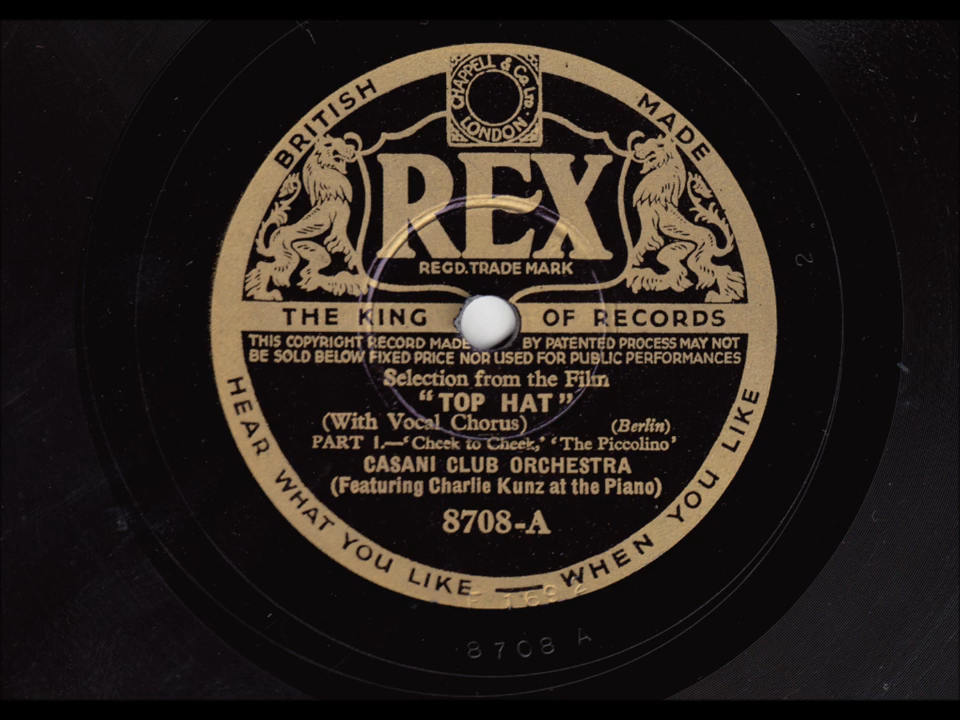 CHAPPELL & Co. LTD
LONDON.
BRITISH MADE
REX
REGD. TRADE MARK
THE KING OF RECORDS
THIS COPYRIGHT RECORD MADE BY PATENTED PROCESS MAY NOT
BE SOLD BELOW FIXED PRICE NOR USED FOR PUBLIC PERFORMANCES
Selection from the Film
"TOP HAT"
(With Vocal Chorus) (Berlin)
PART 1.—'Cheek to Cheek,' 'The Piccolino'
CASANI CLUB ORCHESTRA
(Featuring Charlie Kunz at the Piano)
8708-A
HEAR WHAT YOU LIKE — WHEN YOU LIKE
8708 A
2